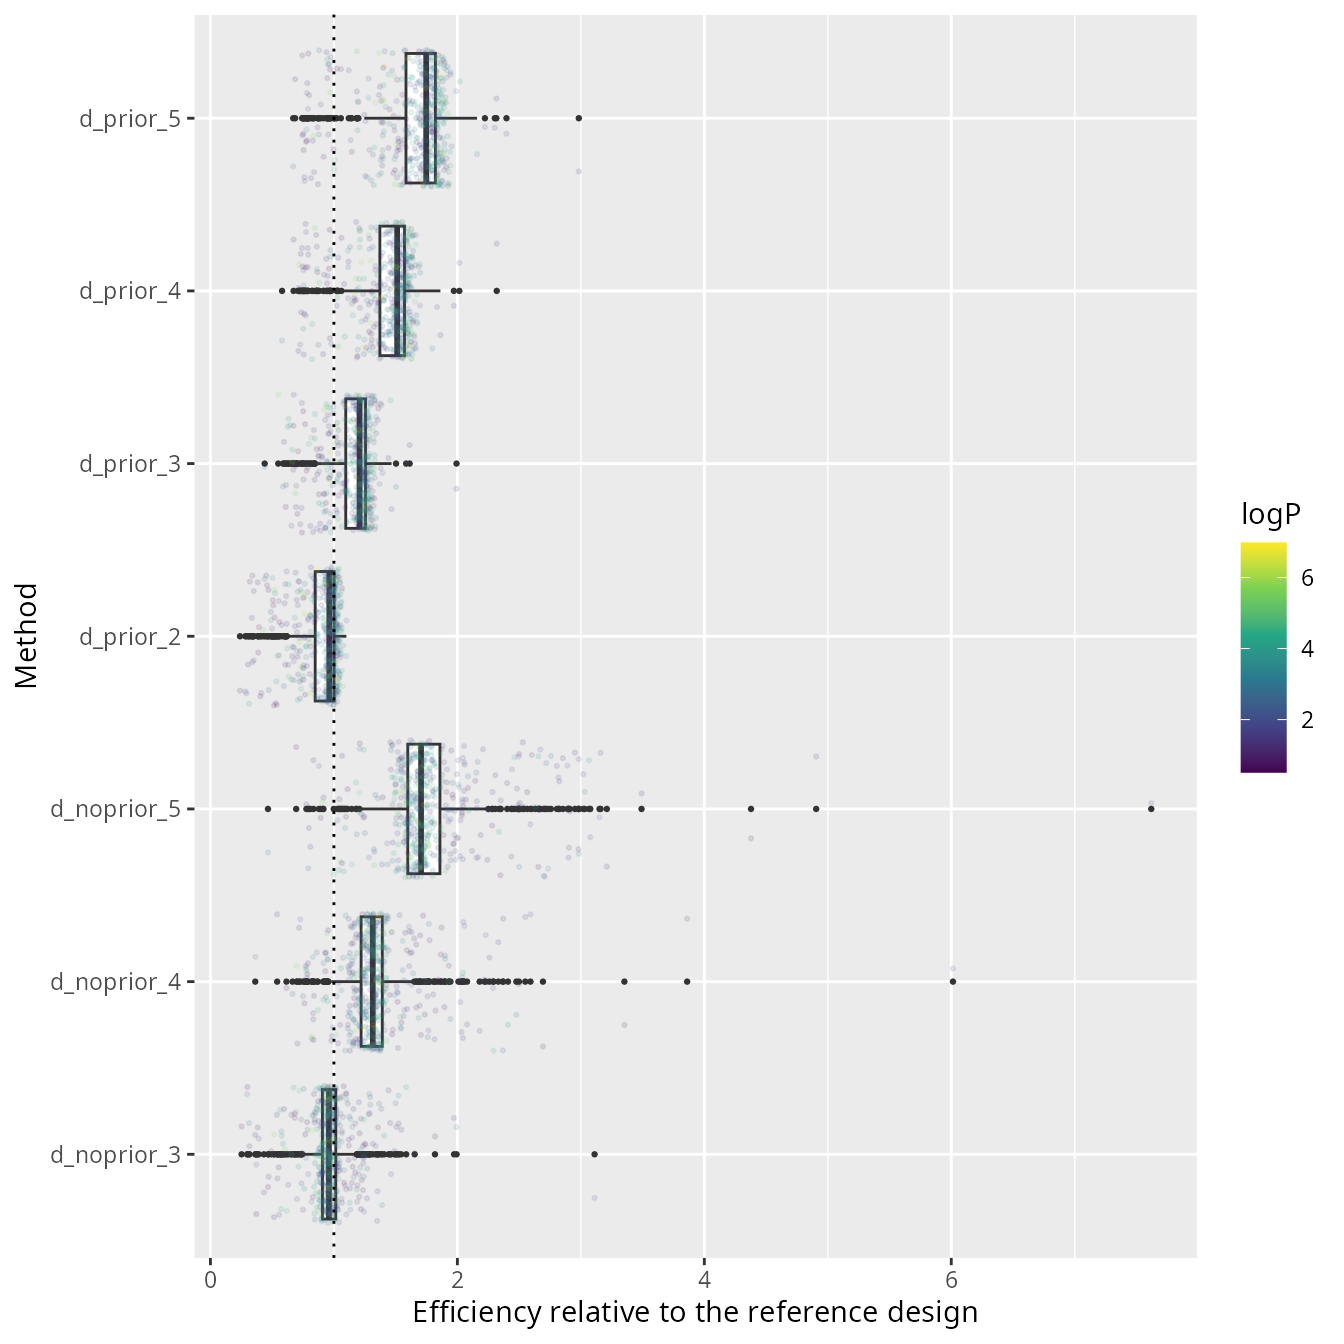 d_prior_5
d_prior_4
d_prior_3
d_prior_2
d_noprior_5
d_noprior_4
d_noprior_3
Method
0 2 4 6
Efficiency relative to the reference design
logP
6
4
2